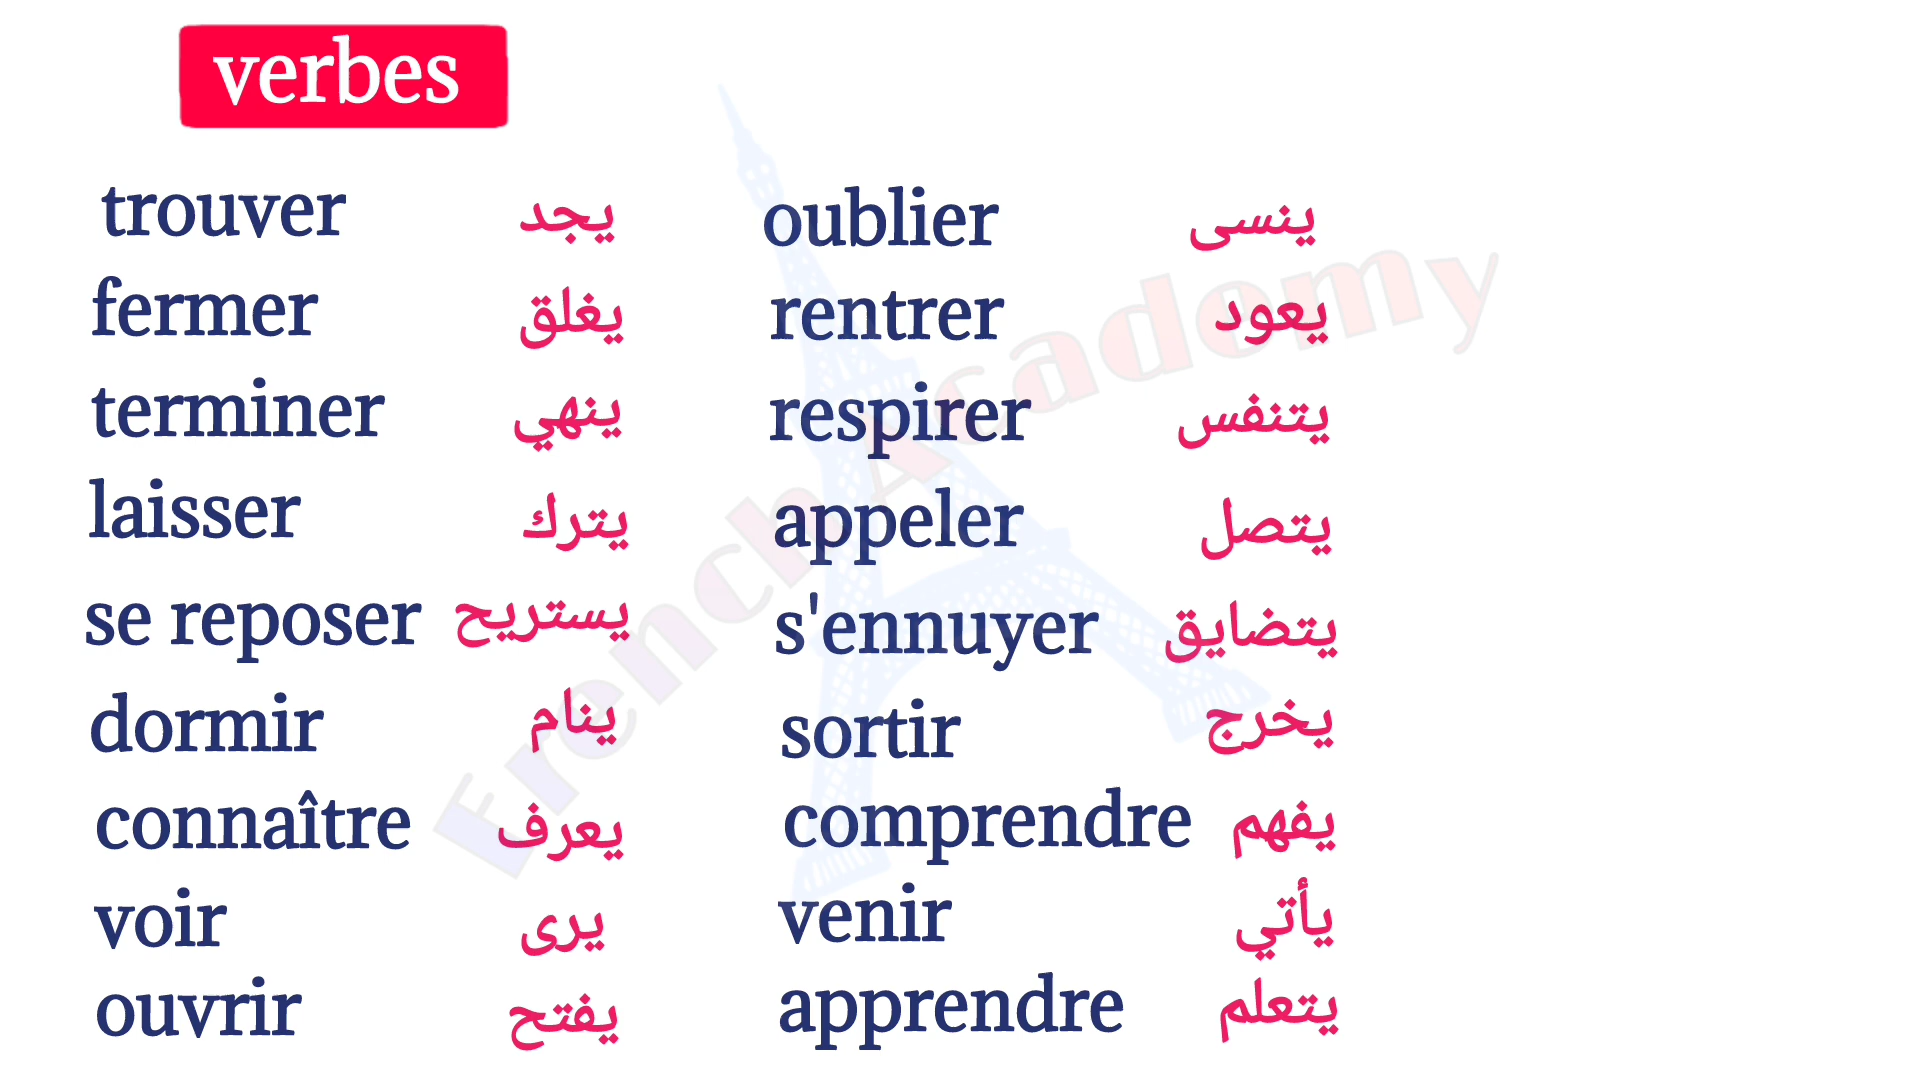 verbes
trouver يجد
fermer يغلق
terminer ينهي
laisser يترك
se reposer يستريح
dormir ينام
connaître يعرف
voir يرى
ouvrir يفتح
oublier ينسى
rentrer يعود
respirer يتنفس
appeler يتصل
s'ennuyer يتضايق
sortir يخرج
comprendre يفهم
venir يأتي
apprendre يتعلم
French Academy